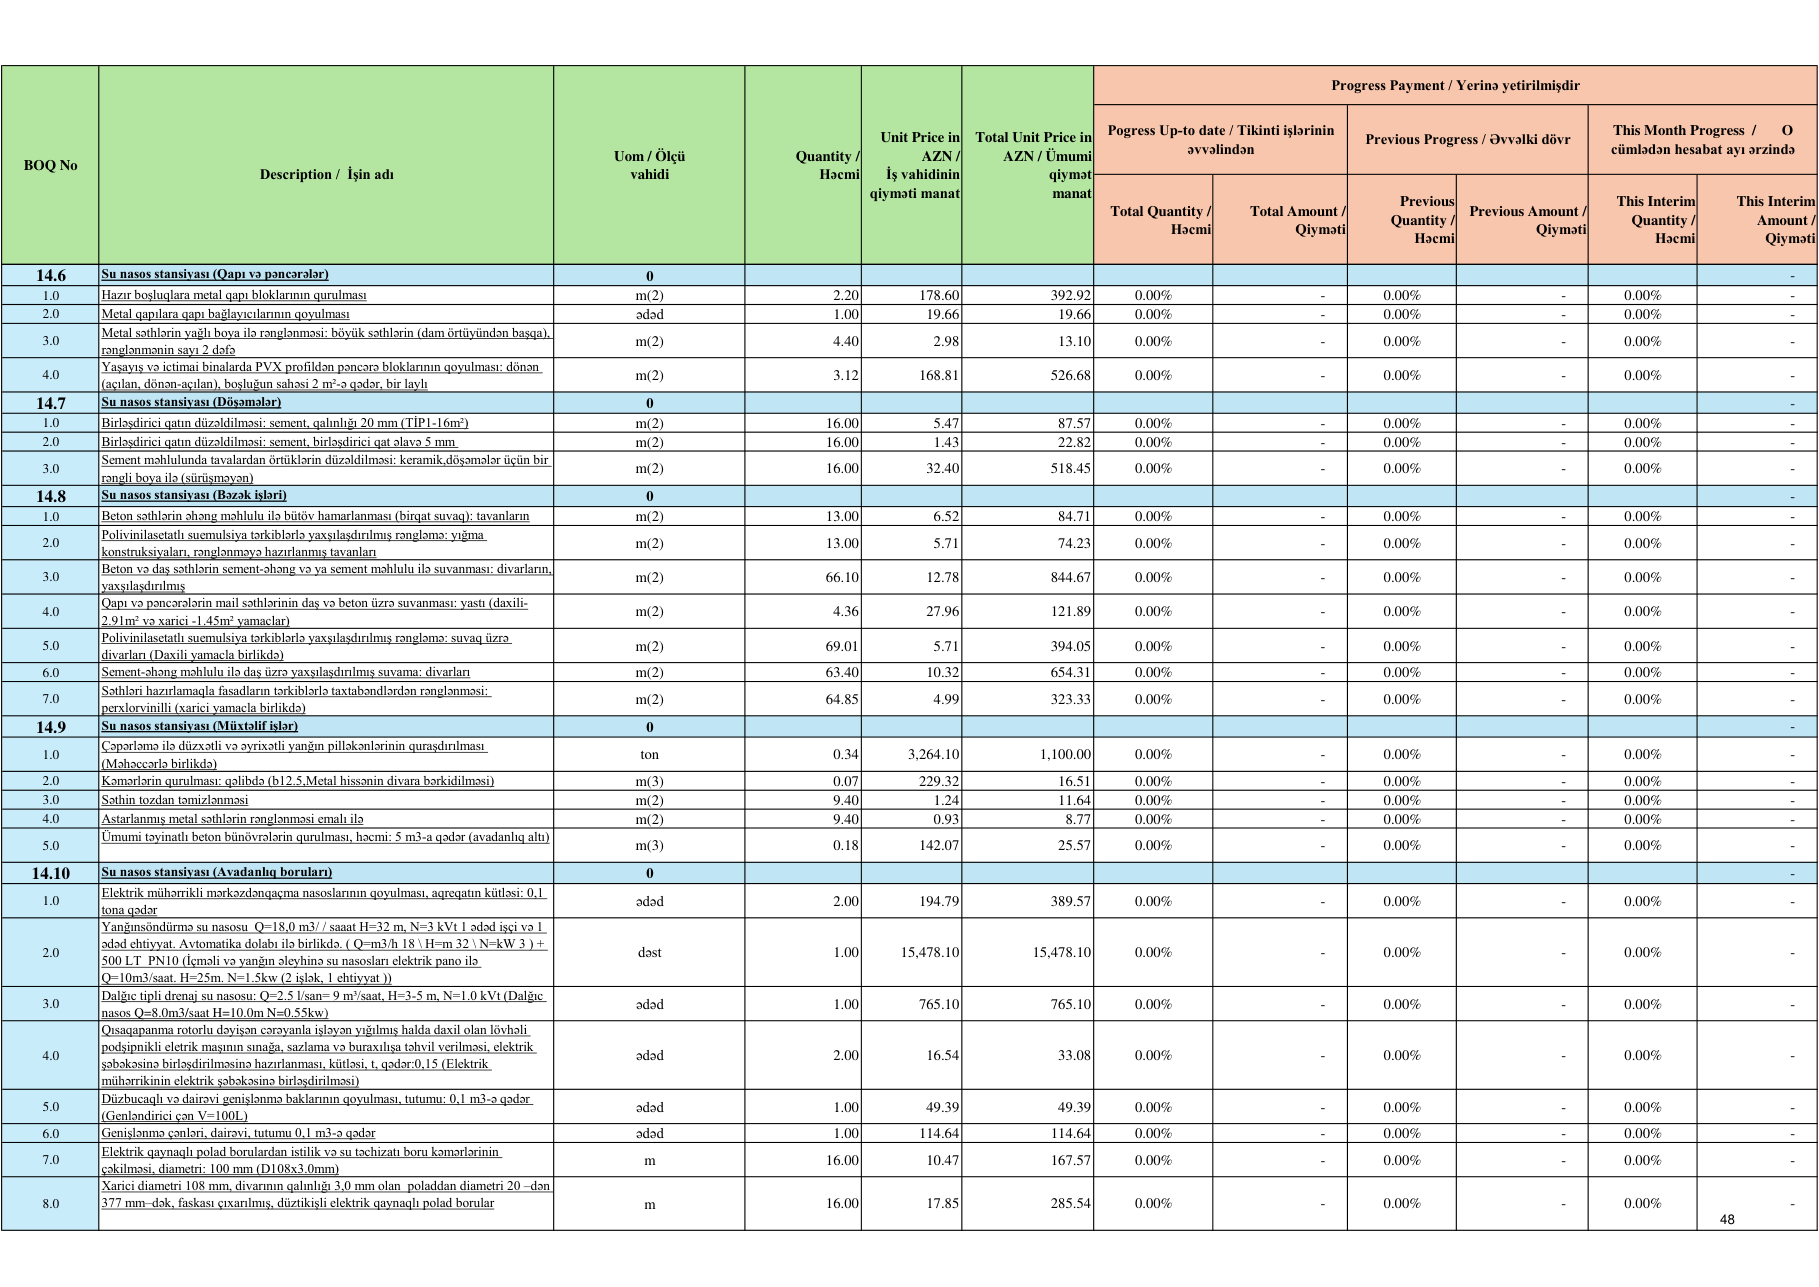 BOQ No
Description / İşin adı
Uom / Ölçü
vahidi
Quantity /
Həcmi
Unit Price in
AZN /
İş vahidinin
qiyməti manat
Total Unit Price in
AZN / Ümumi
qiymət
manat
Progress Payment / Yerinə yetirilmişdir
Pogress Up-to date / Tikinti işlərinin
əvvəlindən
Previous Progress / Əvvəlki dövr
This Month Progress / O
cümlədən hesabat ayı ərzində
Total Quantity /
Həcmi
Total Amount /
Qiyməti
Previous
Quantity /
Həcmi
Previous Amount /
Qiyməti
This Interim
Quantity /
Həcmi
This Interim
Amount /
Qiyməti
14.6 Su nasos stansiyası (Qapı və pəncərələr) 0 -
1.0 Hazır boşluqlara metal qapı bloklarının qurulması m(2) 2.20 178.60 392.92 0.00% - 0.00% - 0.00% -
2.0 Metal qapılara qapı bağlayıcılarının qoyulması ədəd 1.00 19.66 19.66 0.00% - 0.00% - 0.00% -
3.0 Metal səthlərin yağlı boya ilə rənglənməsi: böyük səthlərin (dam örtüyündən başqa),
rənglənmənin sayı 2 dəfə m(2) 4.40 2.98 13.10 0.00% - 0.00% - 0.00% -
4.0 Yaşayış və ictimai binalarda PVX profildən pəncərə bloklarının qoyulması: dönən
(açılan, dönən-açılan), boşluğun sahəsi 2 m²-ə qədər, bir laylı m(2) 3.12 168.81 526.68 0.00% - 0.00% - 0.00% -
14.7 Su nasos stansiyası (Döşəmələr) 0 -
1.0 Birləşdirici qatın düzəldilməsi: sement, qalınlığı 20 mm (TİP1-16m²) m(2) 16.00 5.47 87.57 0.00% - 0.00% - 0.00% -
2.0 Birləşdirici qatın düzəldilməsi: sement, birləşdirici qat əlavə 5 mm m(2) 16.00 1.43 22.82 0.00% - 0.00% - 0.00% -
3.0 Sement məhlulunda tavalardan örtüklərin düzəldilməsi: keramik,döşəmələr üçün bir
rəngli boya ilə (sürüşməyən) m(2) 16.00 32.40 518.45 0.00% - 0.00% - 0.00% -
14.8 Su nasos stansiyası (Bəzək işləri) 0 -
1.0 Beton səthlərin əhəng məhlulu ilə bütöv hamarlanması (birqat suvaq): tavanların m(2) 13.00 6.52 84.71 0.00% - 0.00% - 0.00% -
2.0 Polivinilasetatlı suemulsiya tərkiblərlə yaxşılaşdırılmış rəngləmə: yığma
konstruksiyaları, rənglənməyə hazırlanmış tavanları m(2) 13.00 5.71 74.23 0.00% - 0.00% - 0.00% -
3.0 Beton və daş səthlərin sement-əhəng və ya sement məhlulu ilə suvanması: divarların,
yaxşılaşdırılmış m(2) 66.10 12.78 844.67 0.00% - 0.00% - 0.00% -
4.0 Qapı və pəncərələrin mail səthlərinin daş və beton üzrə suvanması: yastı (daxili-
2.91m² və xarici -1.45m² yamaclar) m(2) 4.36 27.96 121.89 0.00% - 0.00% - 0.00% -
5.0 Polivinilasetatlı suemulsiya tərkiblərlə yaxşılaşdırılmış rəngləmə: suvaq üzrə
divarları (Daxili yamacla birlikdə) m(2) 69.01 5.71 394.05 0.00% - 0.00% - 0.00% -
6.0 Sement-əhəng məhlulu ilə daş üzrə yaxşılaşdırılmış suvama: divarları m(2) 63.40 10.32 654.31 0.00% - 0.00% - 0.00% -
7.0 Səthləri hazırlamaqla fasadların tərkiblərlə taxtabəndlərdən rənglənməsi:
perxlorvinilli (xarici yamacla birlikdə) m(2) 64.85 4.99 323.33 0.00% - 0.00% - 0.00% -
14.9 Su nasos stansiyası (Müxtəlif işlər) 0 -
1.0 Çəpərləmə ilə düzxətli və əyrixətli yanğın pilləkənlərinin quraşdırılması
(Məhəccərlə birlikdə) ton 0.34 3,264.10 1,100.00 0.00% - 0.00% - 0.00% -
2.0 Kəmərlərin qurulması: qəlibdə (b12.5,Metal hissənin divara bərkidilməsi) m(3) 0.07 229.32 16.51 0.00% - 0.00% - 0.00% -
3.0 Səthin tozdan təmizlənməsi m(2) 9.40 1.24 11.64 0.00% - 0.00% - 0.00% -
4.0 Astarlanmış metal səthlərin rənglənməsi emalı ilə m(2) 9.40 0.93 8.77 0.00% - 0.00% - 0.00% -
5.0 Ümumi təyinatlı beton bünövrələrin qurulması, həcmi: 5 m3-a qədər (avadanlıq altı) m(3) 0.18 142.07 25.57 0.00% - 0.00% - 0.00% -
14.10 Su nasos stansiyası (Avadanlıq boruları) 0 -
1.0 Elektrik mühərrikli mərkəzdənqaçma nasoslarının qoyulması, aqreqatın kütləsi: 0,1
tona qədər ədəd 2.00 194.79 389.57 0.00% - 0.00% - 0.00% -
2.0 Yanğınsöndürmə su nasosu Q=18,0 m3/ / saaat H=32 m, N=3 kVt 1 ədəd işçi və 1
ədəd ehtiyyat. Avtomatika dolabı ilə birlikdə. ( Q=m3/h 18 \ H=m 32 \ N=kW 3 ) +
500 LT PN10 (İçməli və yanğın əleyhinə su nasosları elektrik pano ilə
Q=10m3/saat. H=25m. N=1.5kw (2 işlək, 1 ehtiyyat )) dəst 1.00 15,478.10 15,478.10 0.00% - 0.00% - 0.00% -
3.0 Dalğıc tipli drenaj su nasosu: Q=2.5 l/san= 9 m³/saat, H=3-5 m, N=1.0 kVt (Dalğıc
nasos Q=8.0m3/saat H=10.0m N=0.55kw) ədəd 1.00 765.10 765.10 0.00% - 0.00% - 0.00% -
4.0 Qısaqapanma rotorlu dəyişən cərəyanla işləyən yığılmış halda daxil olan lövhəli
podşipnikli eletrik maşının sınağa, sazlama və buraxılışa təhvil verilməsi, elektrik
şəbəkəsinə birləşdirilməsinə hazırlanması, kütləsi, t, qədər:0,15 (Elektrik
mühərrikinin elektrik şəbəkəsinə birləşdirilməsi) ədəd 2.00 16.54 33.08 0.00% - 0.00% - 0.00% -
5.0 Düzbucaqlı və dairəvi genişlənmə baklarının qoyulması, tutumu: 0,1 m3-ə qədər
(Genləndirici çən V=100L) ədəd 1.00 49.39 49.39 0.00% - 0.00% - 0.00% -
6.0 Genişlənmə çənləri, dairəvi, tutumu 0,1 m3-ə qədər ədəd 1.00 114.64 114.64 0.00% - 0.00% - 0.00% -
7.0 Elektrik qaynaqlı polad borulardan istilik və su təchizatı boru kəmərlərinin
çəkilməsi, diametri: 100 mm (D108x3.0mm) m 16.00 10.47 167.57 0.00% - 0.00% - 0.00% -
8.0 Xarici diametri 108 mm, divarının qalınlığı 3,0 mm olan poladdan diametri 20 –dən
377 mm–dək, faskası çıxarılmış, düztikişli elektrik qaynaqlı polad borular m 16.00 17.85 285.54 0.00% - 0.00% - 0.00% -
48